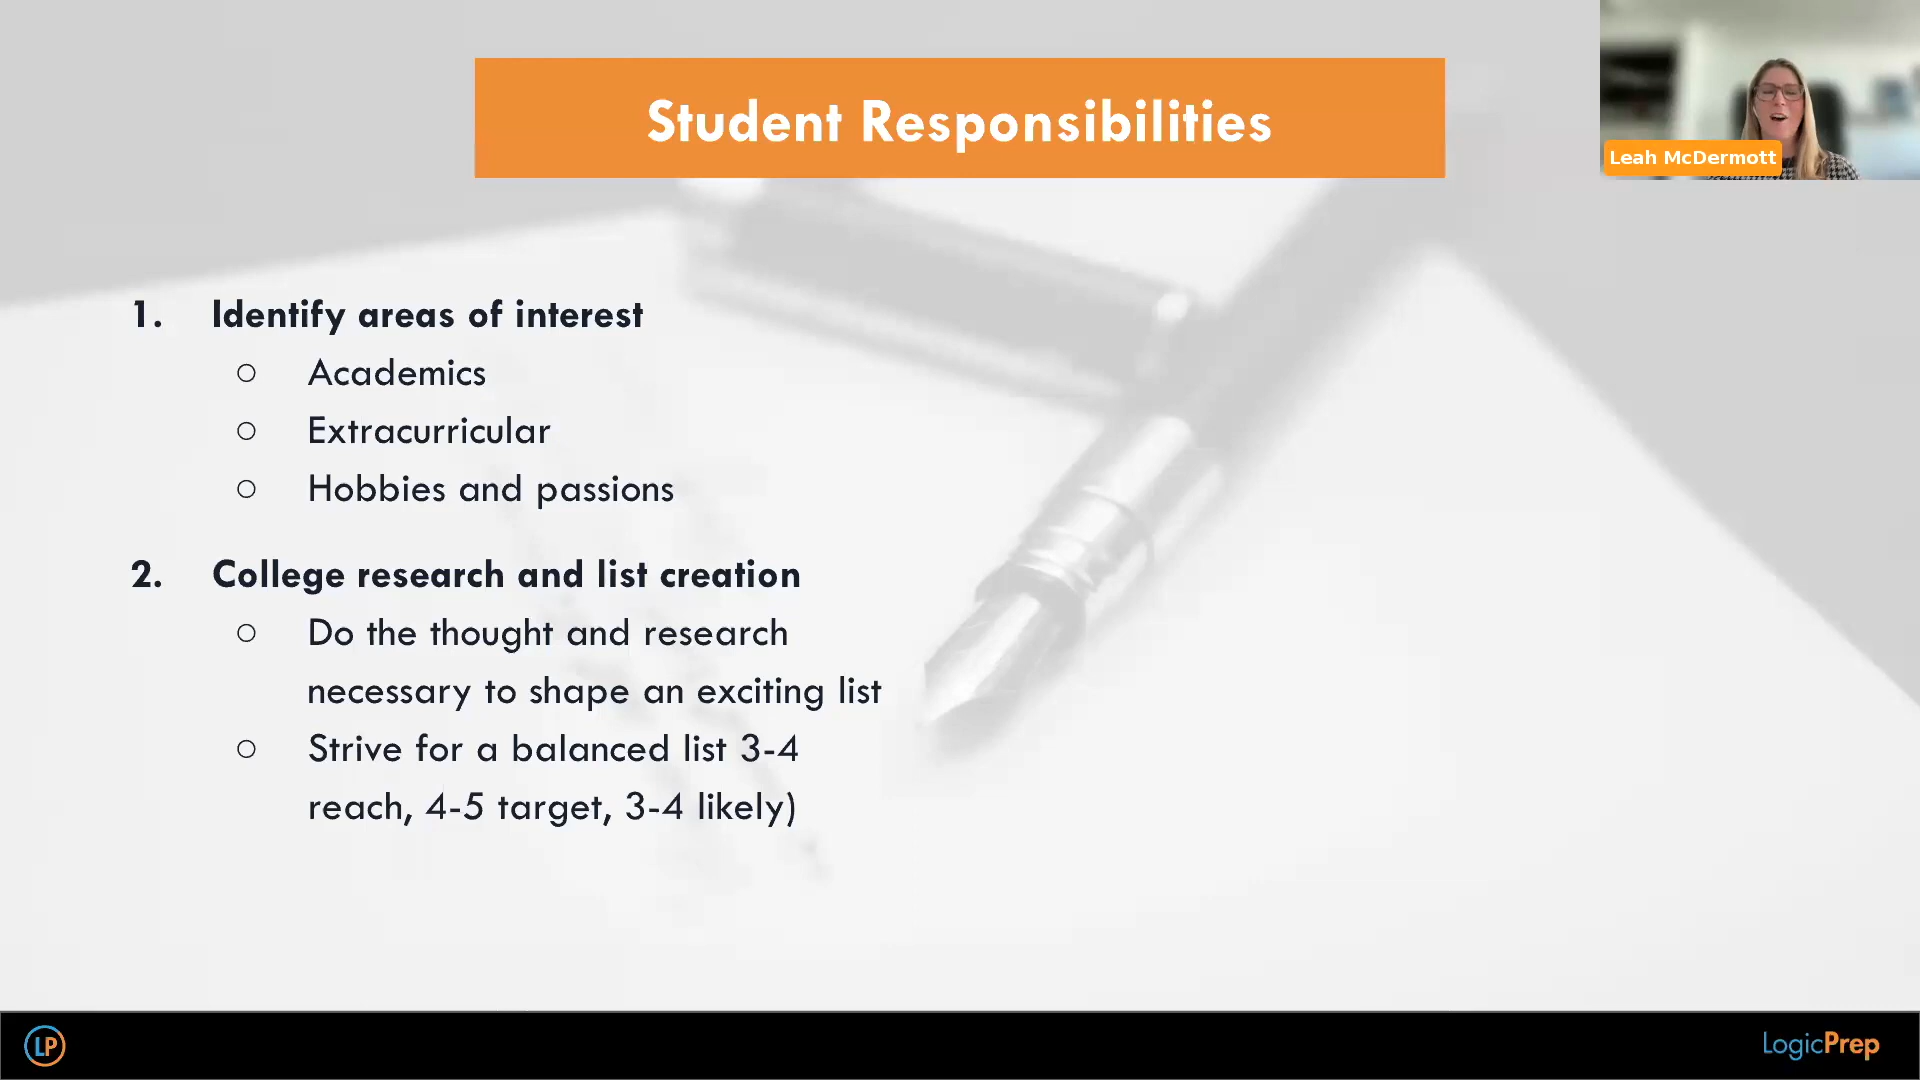 Student Responsibilities
Leah McDermott
1. Identify areas of interest
○ Academics
○ Extracurricular
○ Hobbies and passions
2. College research and list creation
○ Do the thought and research
necessary to shape an exciting list
○ Strive for a balanced list 3-4
reach, 4-5 target, 3-4 likely)
LP
LogicPrep